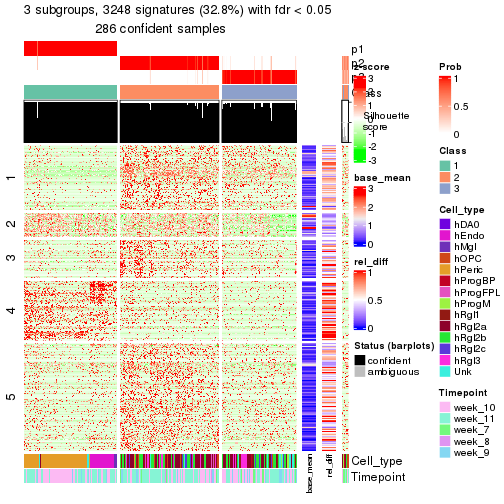 3 subgroups, 3248 signatures (32.8%) with fdr < 0.05
286 confident samples
p1
p2
p3
Class
Silhouette
score
1
2
3
4
5
Cell_type
Timepoint
base_mean
rel_diff
z-score
3
2
1
0
-1
-2
-3
base_mean
3
2
1
0
rel_diff
1
0.5
0
Status (barplots)
confident
ambiguous
Prob
1
0.5
0
Class
1
2
3
Cell_type
hDA0
hEndo
hMgl
hOPC
hPeric
hProgBP
hProgFPL
hProgM
hRgl1
hRgl2a
hRgl2b
hRgl2c
hRgl3
Unk
Timepoint
week_10
week_11
week_7
week_8
week_9